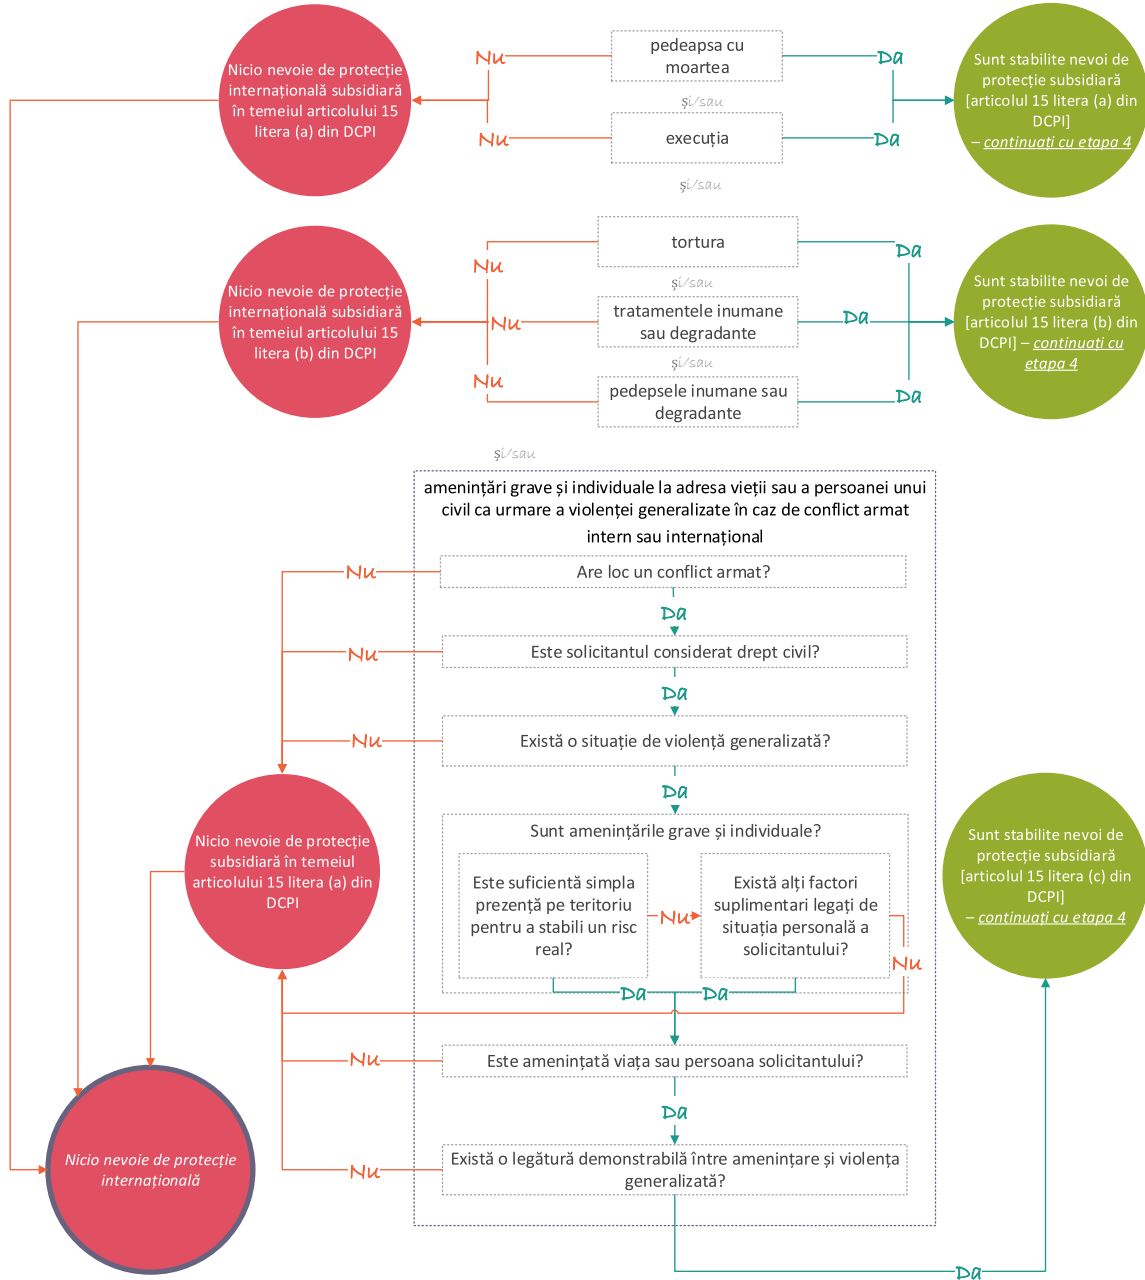 Nicio nevoie de protecție
internațională subsidiară
în temeiul articolului 15
litera (a) din DCPI
Nu
Nu
pedeapsa cu
moartea
și/sau
execuția
Da
Da
Sunt stabilite nevoi de
protecție subsidiară
[articolul 15 litera (a) din
DCPI]
– continuați cu etapa 4
și/sau
Nicio nevoie de protecție
internațională subsidiară
în temeiul articolului 15
litera (b) din DCPI
Nu
Nu
Nu
tortura
și/sau
tratamentele inumane
sau degradante
și/sau
pedepsele inumane sau
degradante
Da
Da
Da
Sunt stabilite nevoi de
protecție subsidiară
[articolul 15 litera (b) din
DCPI] – continuați cu
etapa 4
și/sau
amenințări grave și individuale la adresa vieții sau a persoanei unui
civil ca urmare a violenței generalizate în caz de conflict armat
intern sau internațional
Nu
Are loc un conflict armat?
Da
Nu
Este solicitantul considerat drept civil?
Da
Nu
Există o situație de violență generalizată?
Da
Sunt amenințările grave și individuale?
Este suficientă simpla
prezență pe teritoriu
pentru a stabili un risc
real?
Nu
Există alți factori
suplimentari legați de
situația personală a
solicitantului?
Nu
Da
Da
Nicio nevoie de protecție
subsidiară în temeiul
articolului 15 litera (a) din
DCPI
Sunt stabilite nevoi de
protecție subsidiară
[articolul 15 litera (c) din
DCPI]
– continuați cu etapa 4
Nu
Este amenințată viața sau persoana solicitantului?
Da
Nu
Există o legătură demonstrabilă între amenințare și violența
generalizată?
Da
Nicio nevoie de protecție
internațională